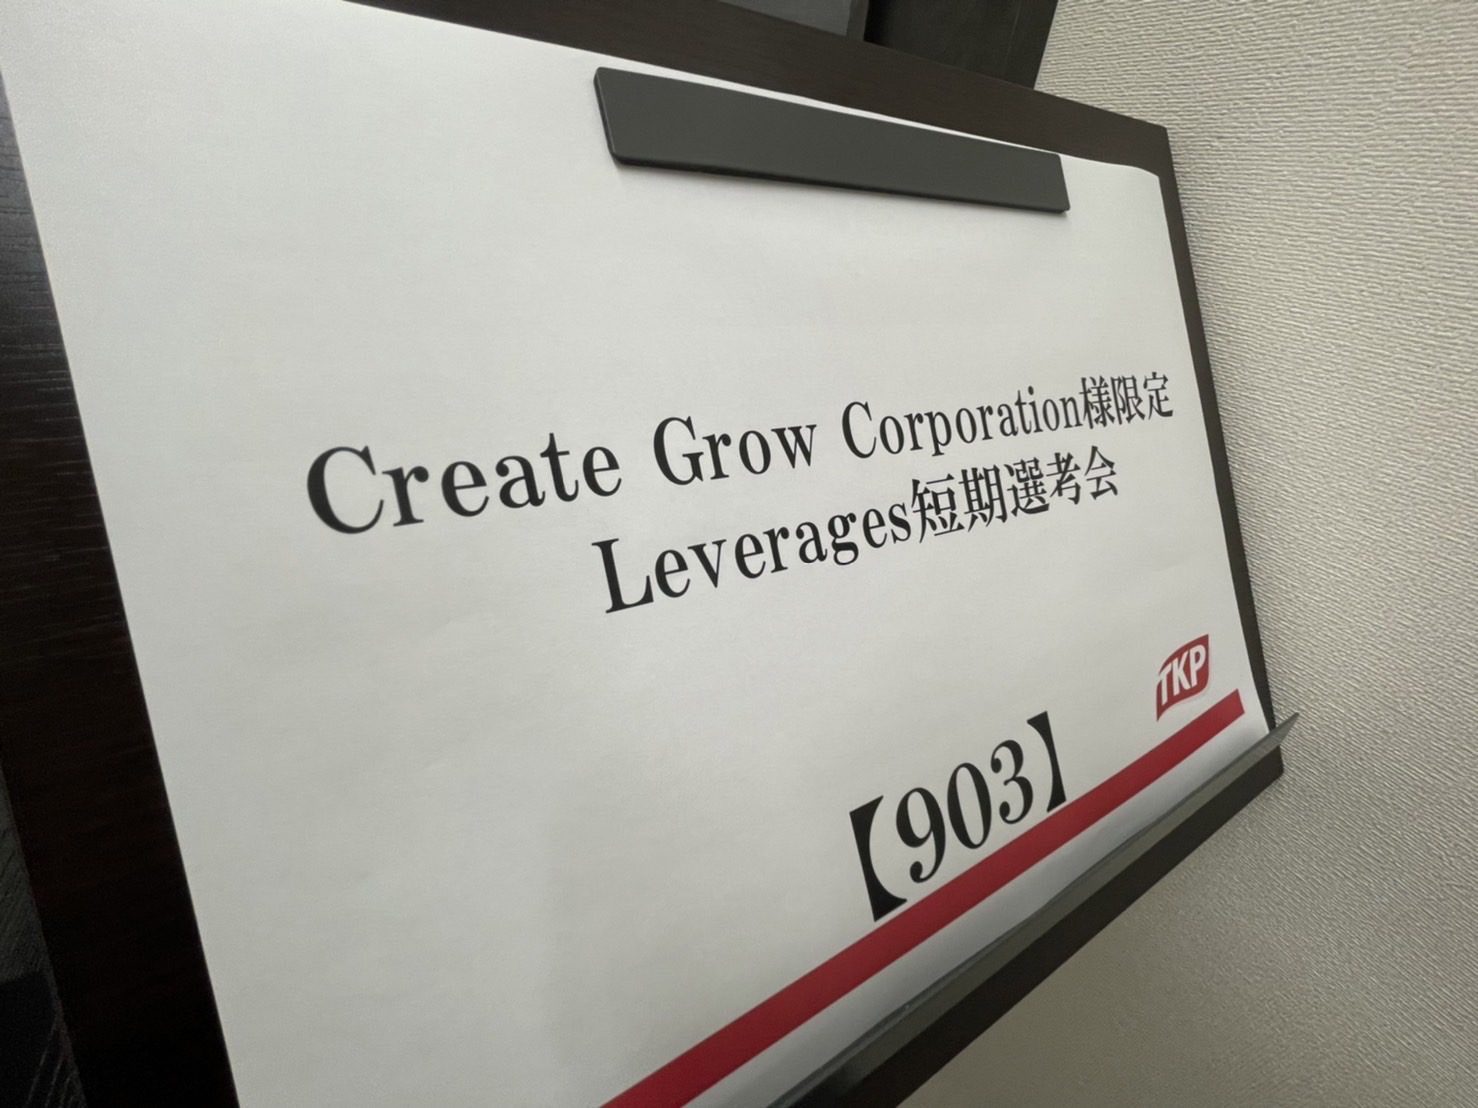 Create Grow Corporation様限定
Leverages短期選考会
TKP
【903】